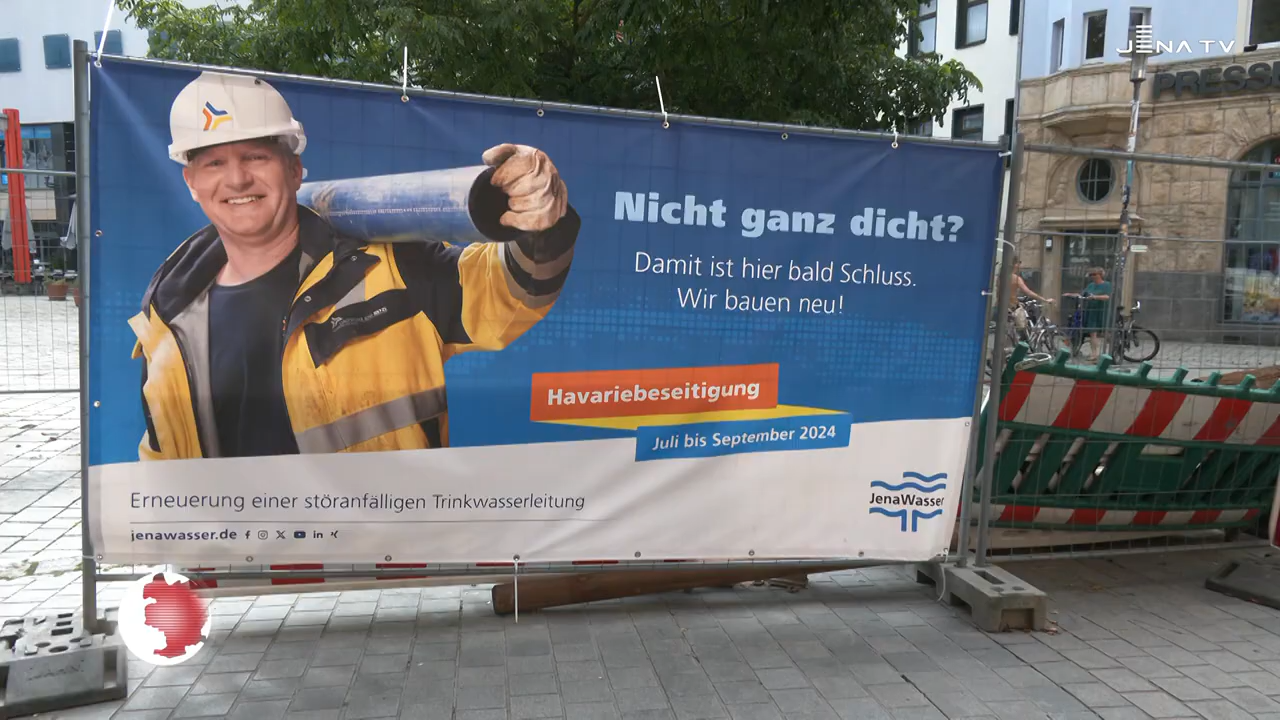 JENA TV
PRESSE
Nicht ganz dicht?
Damit ist hier bald Schluss.
Wir bauen neu!
Havariebeseitigung
Juli bis September 2024
Erneuerung einer störanfälligen Trinkwasserleitung
jenawasser.de
JenaWasser